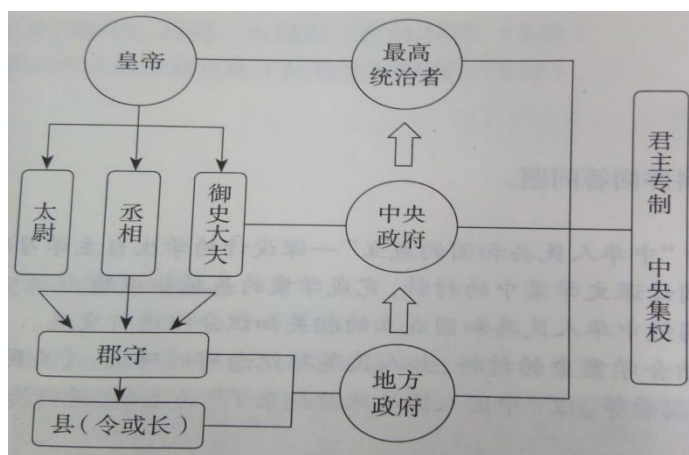 皇帝
最高
统治者
太尉
丞相
御史大夫
中央
政府
君主专制 中央集权
郡守
地方
政府
县(令或长)